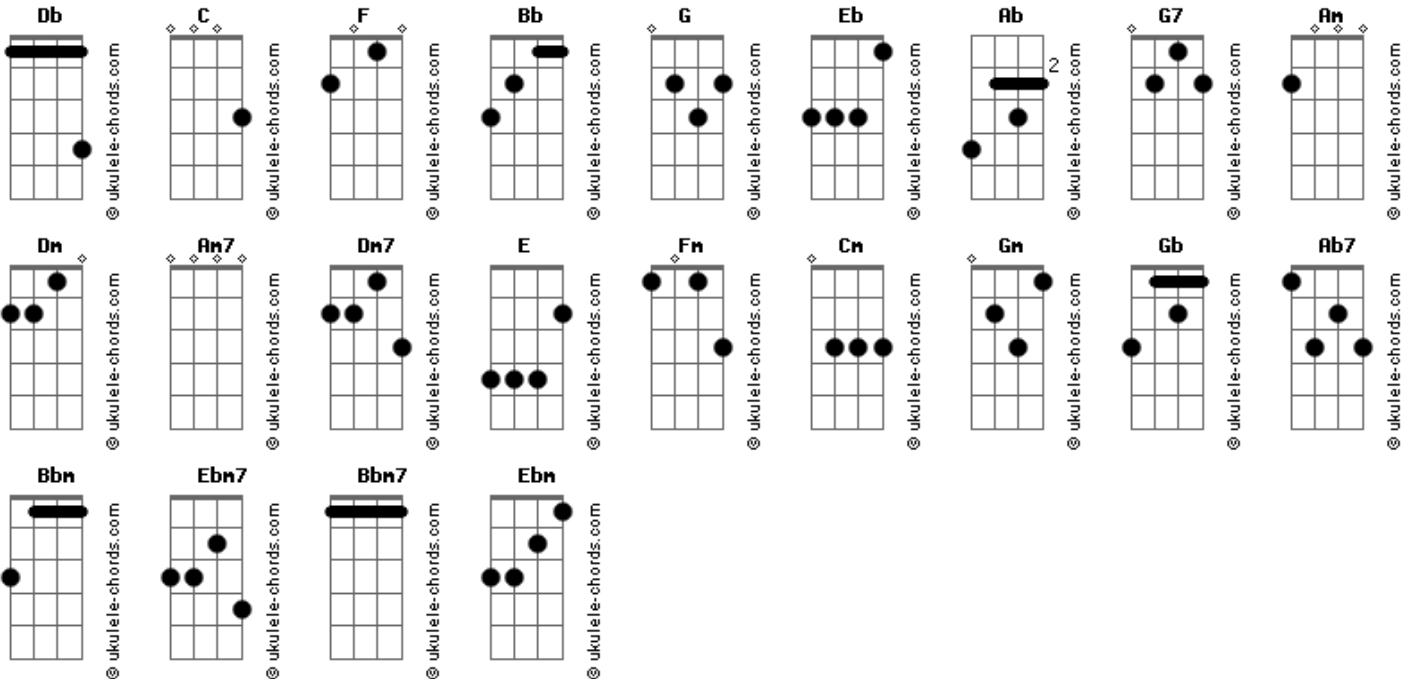 Db C F Bb G Eb Ab G7 Am
2
© ukulele-chords.com © ukulele-chords.com © ukulele-chords.com © ukulele-chords.com © ukulele-chords.com © ukulele-chords.com © ukulele-chords.com © ukulele-chords.com © ukulele-chords.com
Dm Am7 Dm7 E Fm Cm Gm Gb Ab7
© ukulele-chords.com © ukulele-chords.com © ukulele-chords.com © ukulele-chords.com © ukulele-chords.com © ukulele-chords.com © ukulele-chords.com © ukulele-chords.com © ukulele-chords.com
Bbm Ebm7 Bbm7 Ebm
© ukulele-chords.com © ukulele-chords.com © ukulele-chords.com © ukulele-chords.com